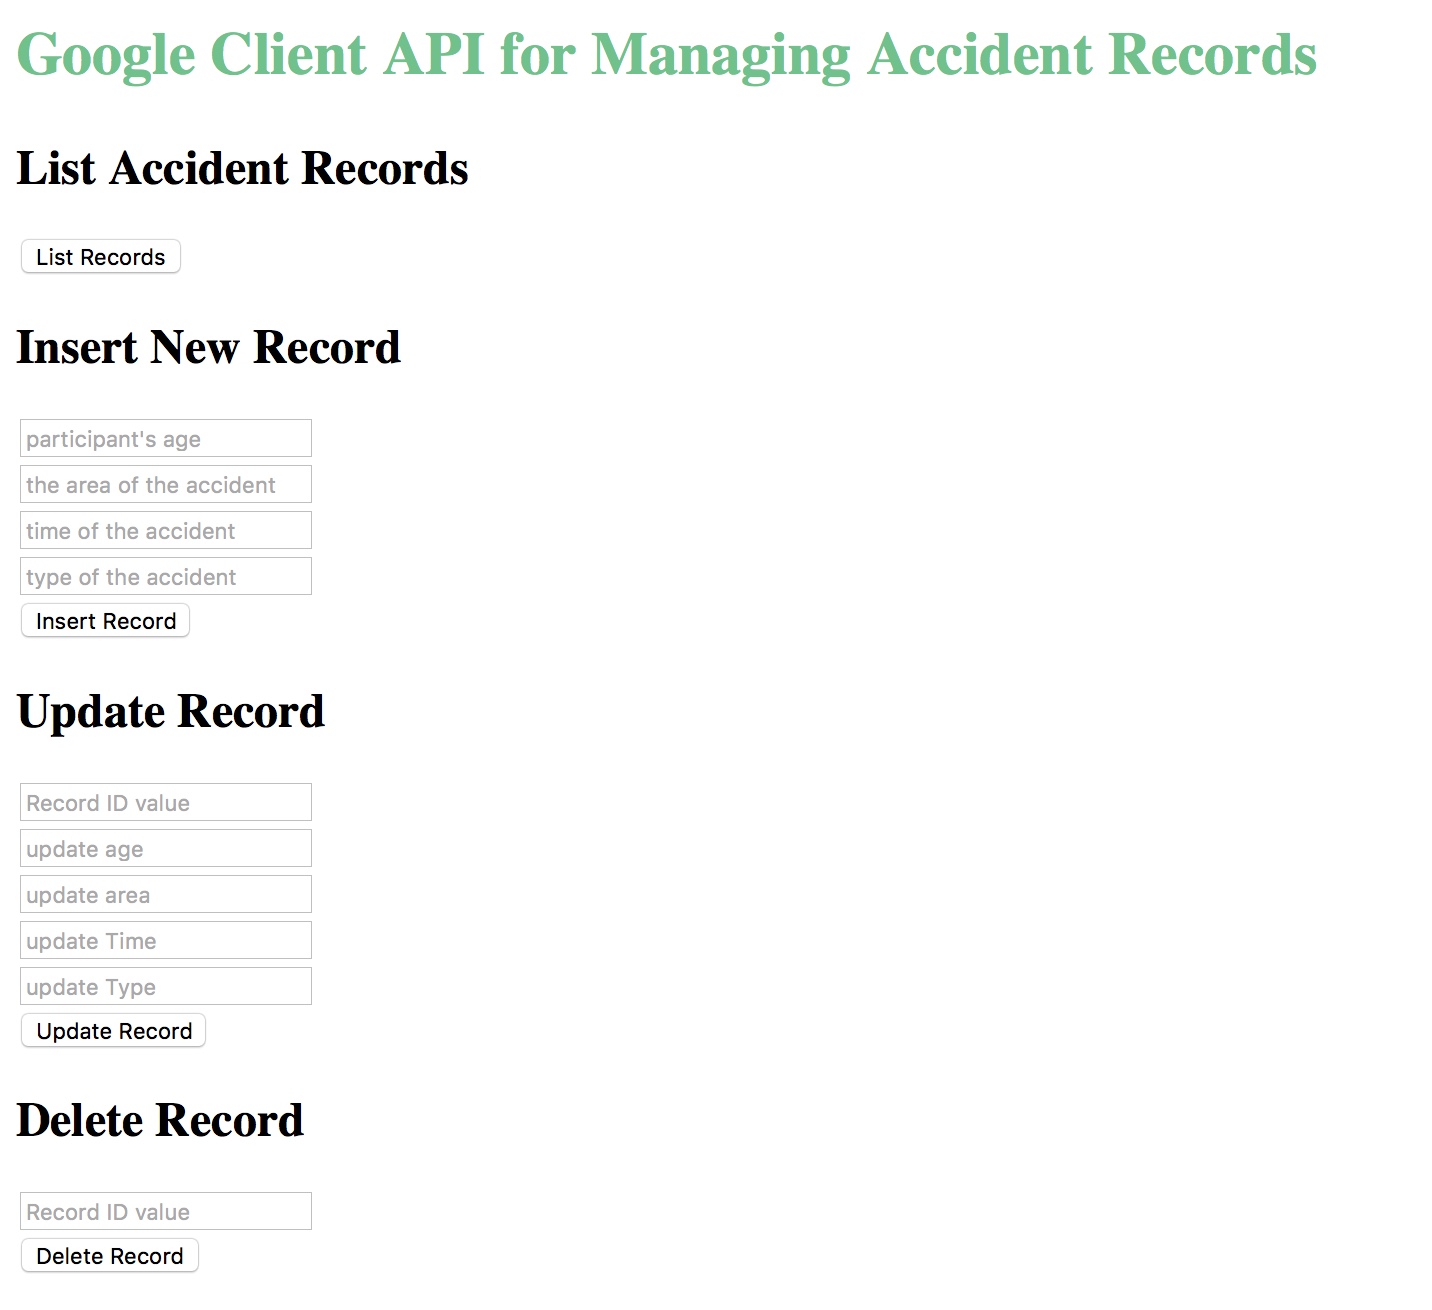 Google Client API for Managing Accident Records
List Accident Records
List Records
Insert New Record
participant's age
the area of the accident
time of the accident
type of the accident
Insert Record
Update Record
Record ID value
update age
update area
update Time
update Type
Update Record
Delete Record
Record ID value
Delete Record